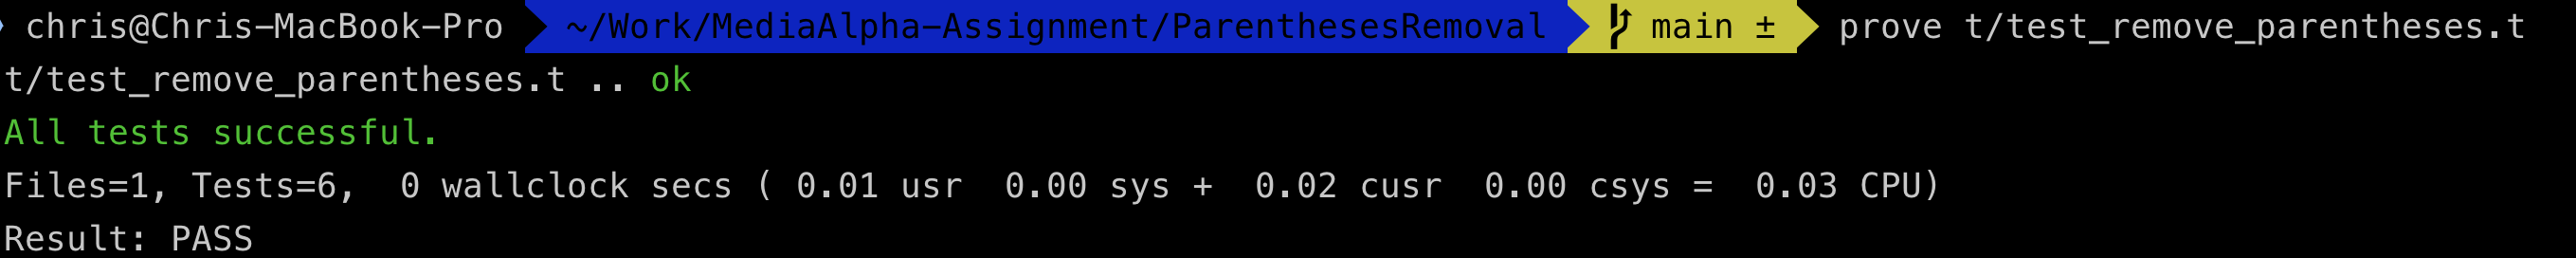 chris@Chris-MacBook-Pro ~/Work/MediaAlpha-Assignment/ParenthesesRemoval main ± prove t/test_remove_parentheses.t
t/test_remove_parentheses.t .. ok
All tests successful.
Files=1, Tests=6,  0 wallclock secs ( 0.01 usr  0.00 sys +  0.02 cusr  0.00 csys =  0.03 CPU)
Result: PASS